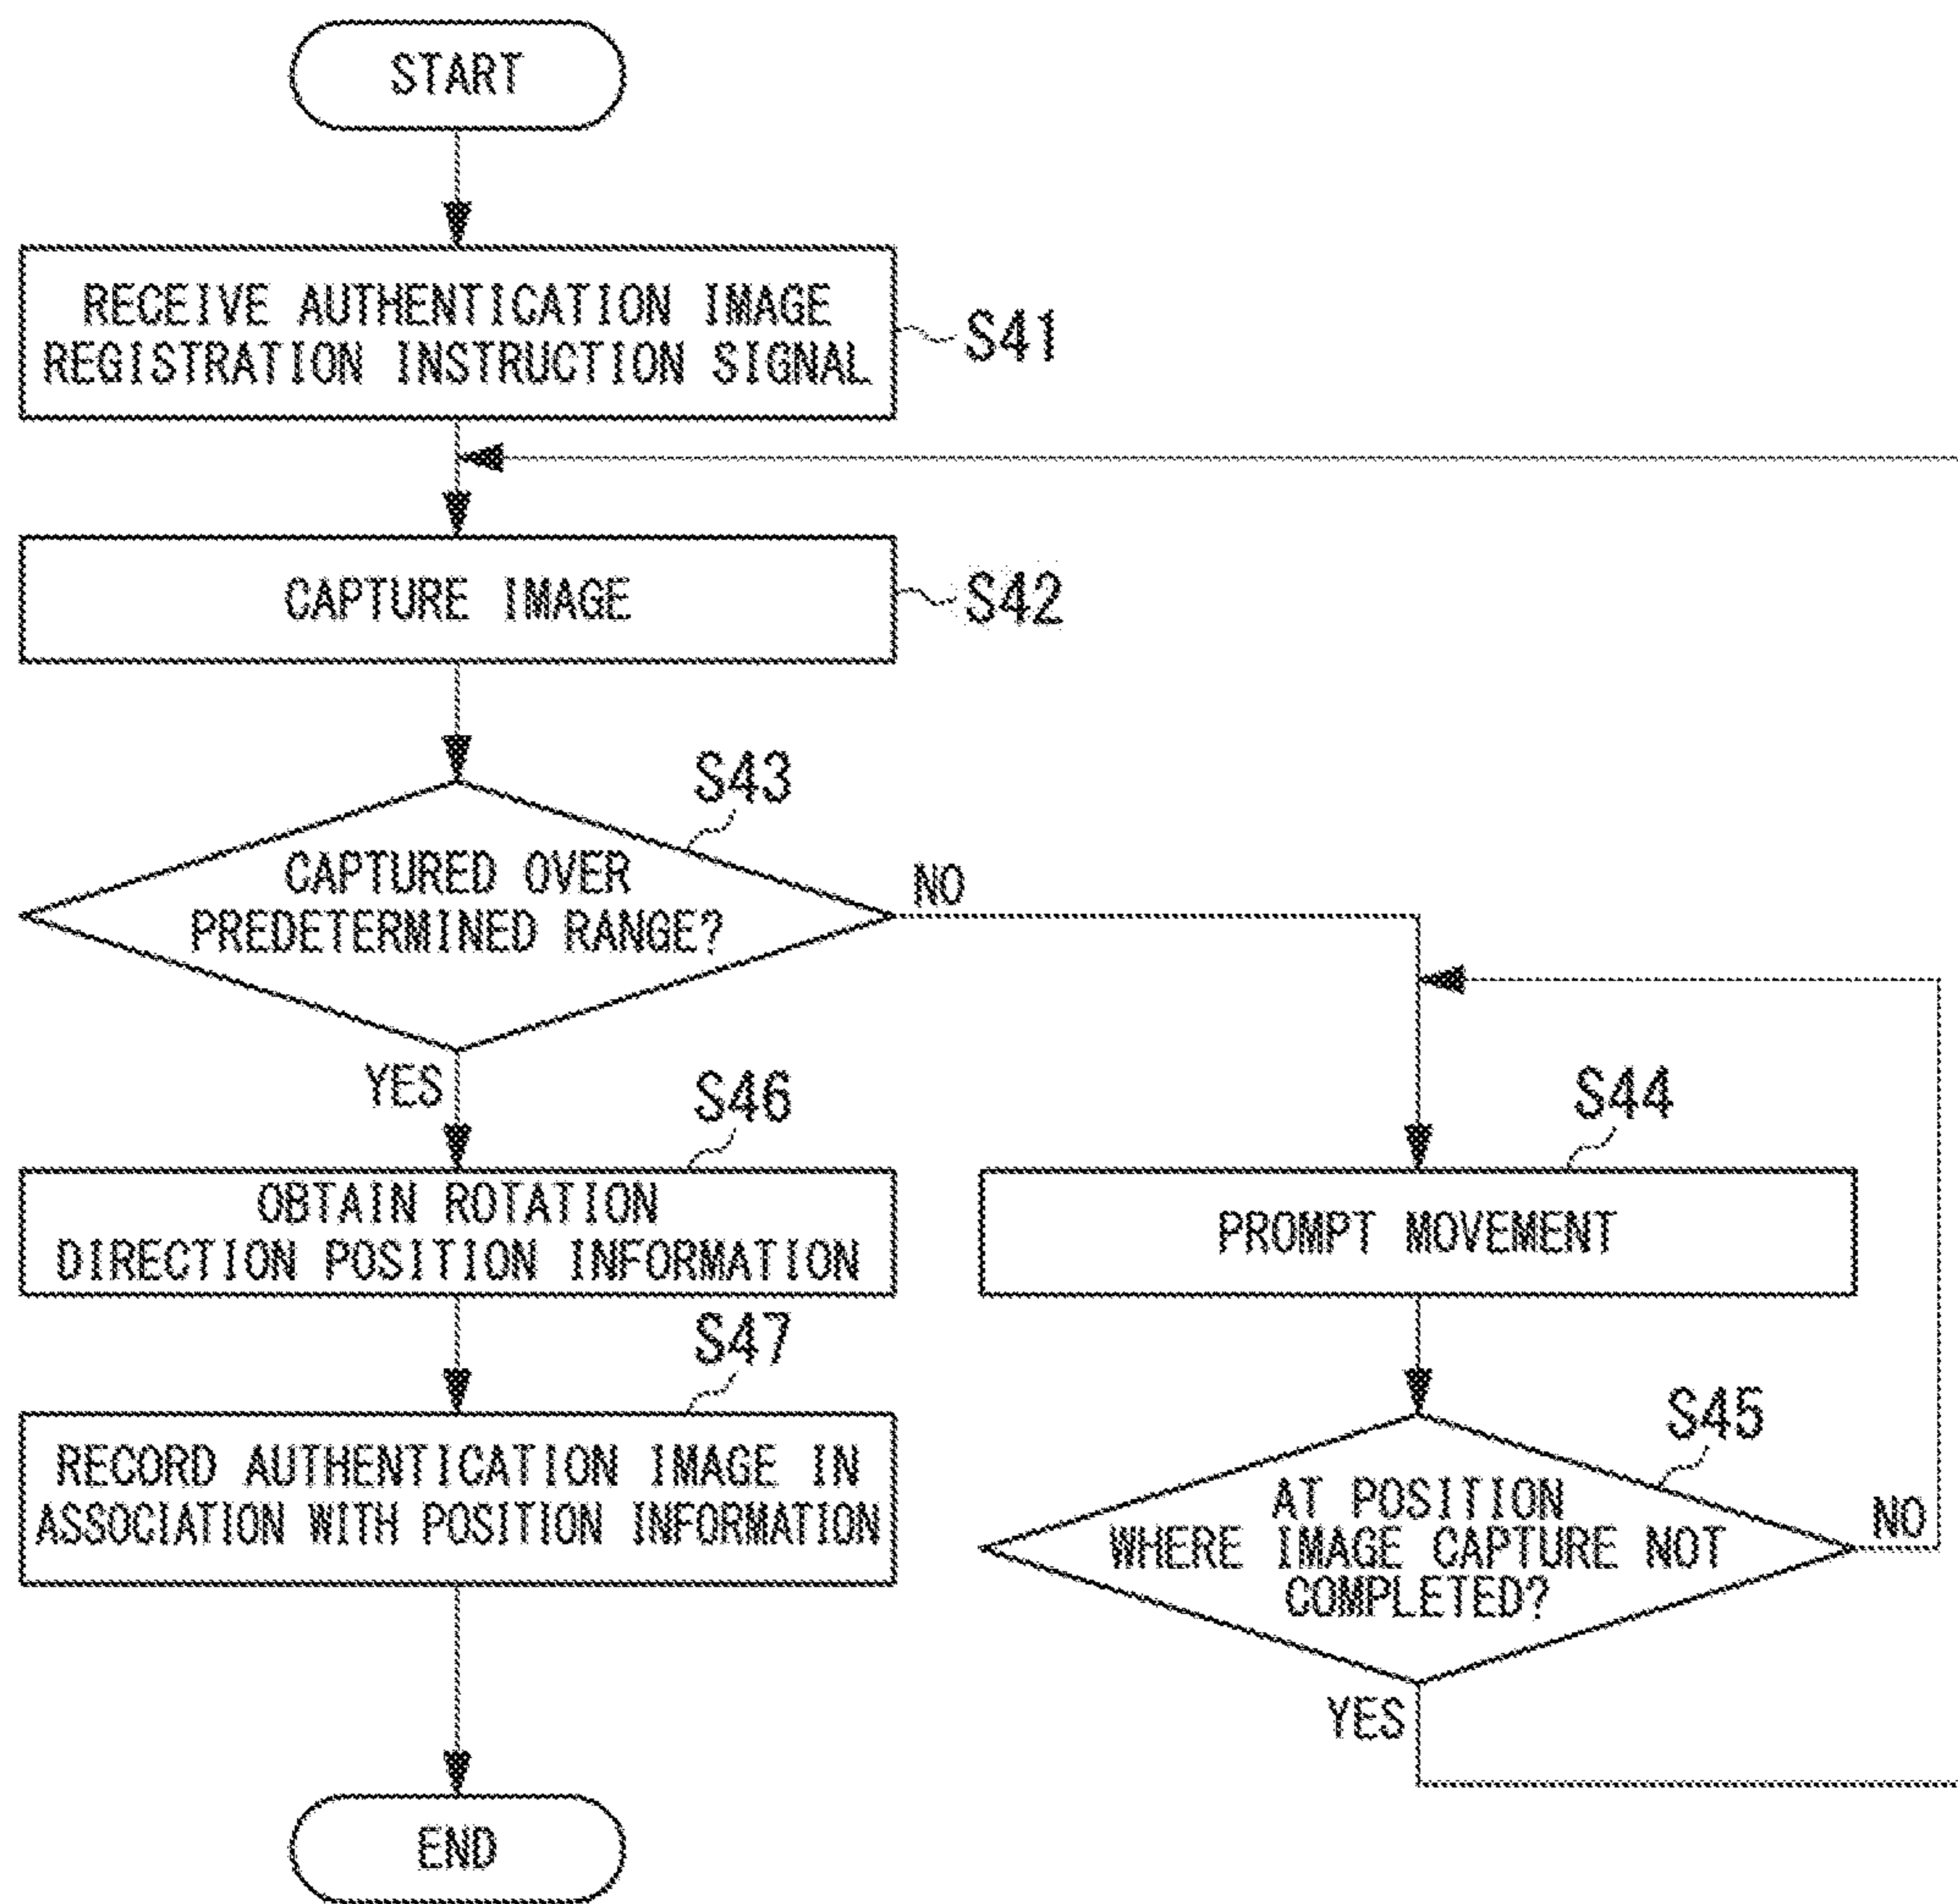 START
RECEIVE AUTHENTICATION IMAGE
REGISTRATION INSTRUCTION SIGNAL
S41
CAPTURE IMAGE
S42
S43
CAPTURED OVER
PREDETERMINED RANGE?
NO
YES
S46
OBTAIN ROTATION
DIRECTION POSITION INFORMATION
S47
RECORD AUTHENTICATION IMAGE IN
ASSOCIATION WITH POSITION INFORMATION
END
S44
PROMPT MOVEMENT
S45
AT POSITION
WHERE IMAGE CAPTURE NOT
COMPLETED?
NO
YES